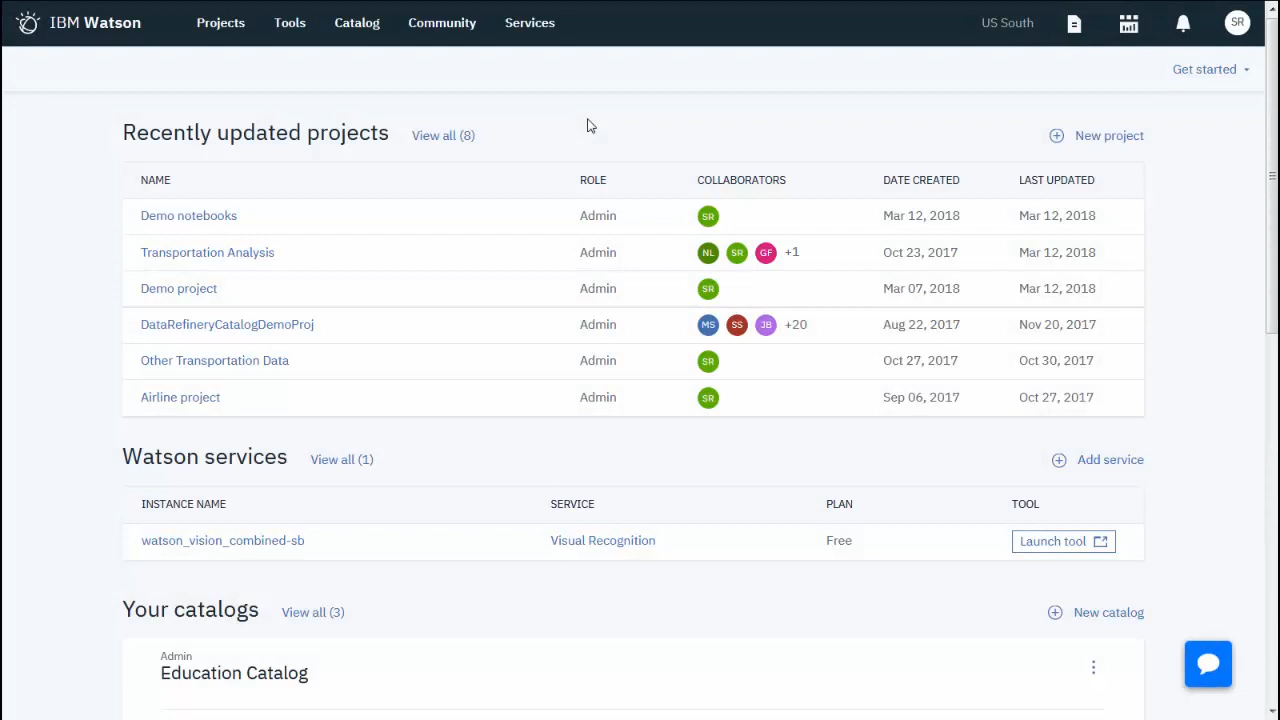 IBM Watson Projects Tools Catalog Community Services US South SR
Get started
Recently updated projects View all (8) New project
NAME ROLE COLLABORATORS DATE CREATED LAST UPDATED
Demo notebooks Admin SR Mar 12, 2018 Mar 12, 2018
Transportation Analysis Admin NL SR GF +1 Oct 23, 2017 Mar 12, 2018
Demo project Admin SR Mar 07, 2018 Mar 12, 2018
DataRefineryCatalogDemoProj Admin MS SS JB +20 Aug 22, 2017 Nov 20, 2017
Other Transportation Data Admin SR Oct 27, 2017 Oct 30, 2017
Airline project Admin SR Sep 06, 2017 Oct 27, 2017
Watson services View all (1) Add service
INSTANCE NAME SERVICE PLAN TOOL
watson_vision_combined-sb Visual Recognition Free Launch tool
Your catalogs View all (3) New catalog
Admin
Education Catalog